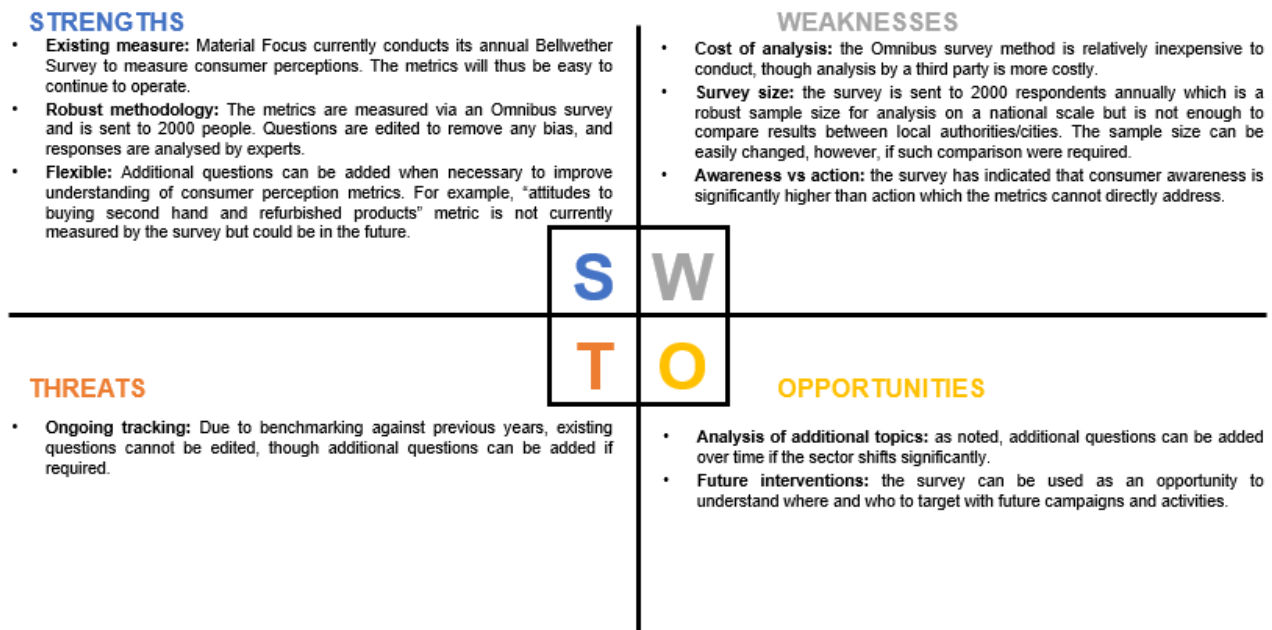 STRENGTHS
• Existing measure: Material Focus currently conducts its annual Bellwether
Survey to measure consumer perceptions. The metrics will thus be easy to
continue to operate.
• Robust methodology: The metrics are measured via an Omnibus survey
and is sent to 2000 people. Questions are edited to remove any bias, and
responses are analysed by experts.
• Flexible: Additional questions can be added when necessary to improve
understanding of consumer perception metrics. For example, “attitudes to
buying second hand and refurbished products” metric is not currently
measured by the survey but could be in the future.
WEAKNESSES
• Cost of analysis: the Omnibus survey method is relatively inexpensive to
conduct, though analysis by a third party is more costly.
• Survey size: the survey is sent to 2000 respondents annually which is a
robust sample size for analysis on a national scale but is not enough to
compare results between local authorities/cities. The sample size can be
easily changed, however, if such comparison were required.
• Awareness vs action: the survey has indicated that consumer awareness is
significantly higher than action which the metrics cannot directly address.
S W
T O
THREATS
• Ongoing tracking: Due to benchmarking against previous years, existing
questions cannot be edited, though additional questions can be added if
required.
OPPORTUNITIES
• Analysis of additional topics: as noted, additional questions can be added
over time if the sector shifts significantly.
• Future interventions: the survey can be used as an opportunity to
understand where and who to target with future campaigns and activities.